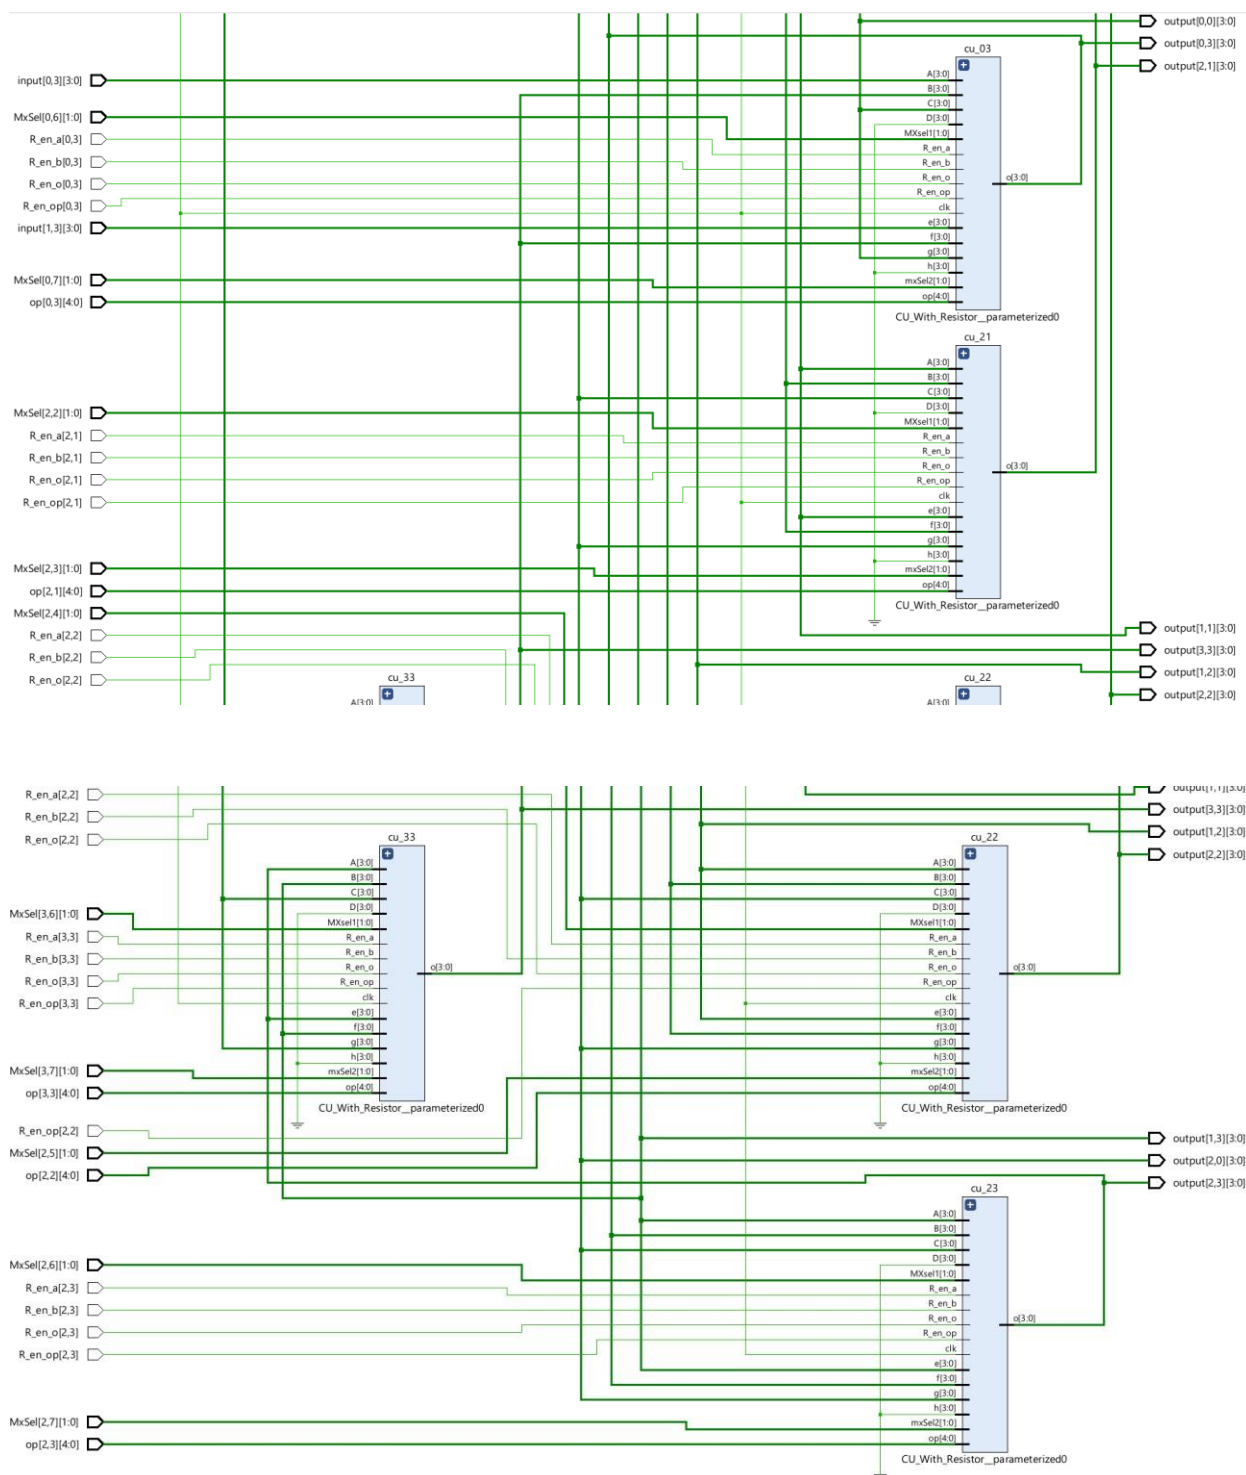 output[0,0][3:0]
output[0,3][3:0]
cu_03
output[2,1][3:0]
input[0,3][3:0]
A[3:0]
B[3:0]
C[3:0]
MxSel[0,6][1:0]
D[3:0]
MXsel1[1:0]
R_en_a[0,3]
R_en_a
R_en_b[0,3]
R_en_b
R_en_o[0,3]
R_en_o
o[3:0]
R_en_op
R_en_op[0,3]
clk
input[1,3][3:0]
e[3:0]
f[3:0]
g[3:0]
h[3:0]
MxSel[0,7][1:0]
mxSel2[1:0]
op[0,3][4:0]
op[4:0]
CU_With_Resistor__parameterized0
cu_21
A[3:0]
B[3:0]
C[3:0]
MxSel[2,2][1:0]
D[3:0]
MXsel1[1:0]
R_en_a[2,1]
R_en_a
R_en_b[2,1]
R_en_b
R_en_o[2,1]
R_en_o
o[3:0]
R_en_op
R_en_op[2,1]
clk
e[3:0]
f[3:0]
g[3:0]
h[3:0]
MxSel[2,3][1:0]
mxSel2[1:0]
op[2,1][4:0]
op[4:0]
CU_With_Resistor__parameterized0
MxSel[2,4][1:0]
output[1,1][3:0]
R_en_a[2,2]
output[3,3][3:0]
R_en_b[2,2]
output[1,2][3:0]
R_en_o[2,2]
cu_33
cu_22
output[2,2][3:0]
A[3:0]
A[3:0]
output[1,1][3:0]
R_en_a[2,2]
output[3,3][3:0]
R_en_b[2,2]
output[1,2][3:0]
R_en_o[2,2]
cu_33
cu_22
output[2,2][3:0]
A[3:0]
A[3:0]
B[3:0]
B[3:0]
C[3:0]
C[3:0]
MxSel[3,6][1:0]
D[3:0]
D[3:0]
MXsel1[1:0]
MXsel1[1:0]
R_en_a[3,3]
R_en_a
R_en_a
R_en_b[3,3]
R_en_b
R_en_b
R_en_o[3,3]
R_en_o
o[3:0]
R_en_o
o[3:0]
R_en_op
R_en_op
R_en_op[3,3]
clk
clk
e[3:0]
e[3:0]
f[3:0]
f[3:0]
g[3:0]
g[3:0]
h[3:0]
h[3:0]
MxSel[3,7][1:0]
mxSel2[1:0]
mxSel2[1:0]
op[3,3][4:0]
op[4:0]
op[4:0]
CU_With_Resistor__parameterized0
CU_With_Resistor__parameterized0
R_en_op[2,2]
output[1,3][3:0]
MxSel[2,5][1:0]
output[2,0][3:0]
op[2,2][4:0]
output[2,3][3:0]
cu_23
A[3:0]
B[3:0]
C[3:0]
D[3:0]
MxSel[2,6][1:0]
MXsel1[1:0]
R_en_a[2,3]
R_en_a
R_en_b[2,3]
R_en_b
R_en_o[2,3]
R_en_o
o[3:0]
R_en_op
R_en_op[2,3]
clk
e[3:0]
f[3:0]
g[3:0]
h[3:0]
MxSel[2,7][1:0]
mxSel2[1:0]
op[2,3][4:0]
op[4:0]
CU_With_Resistor__parameterized0